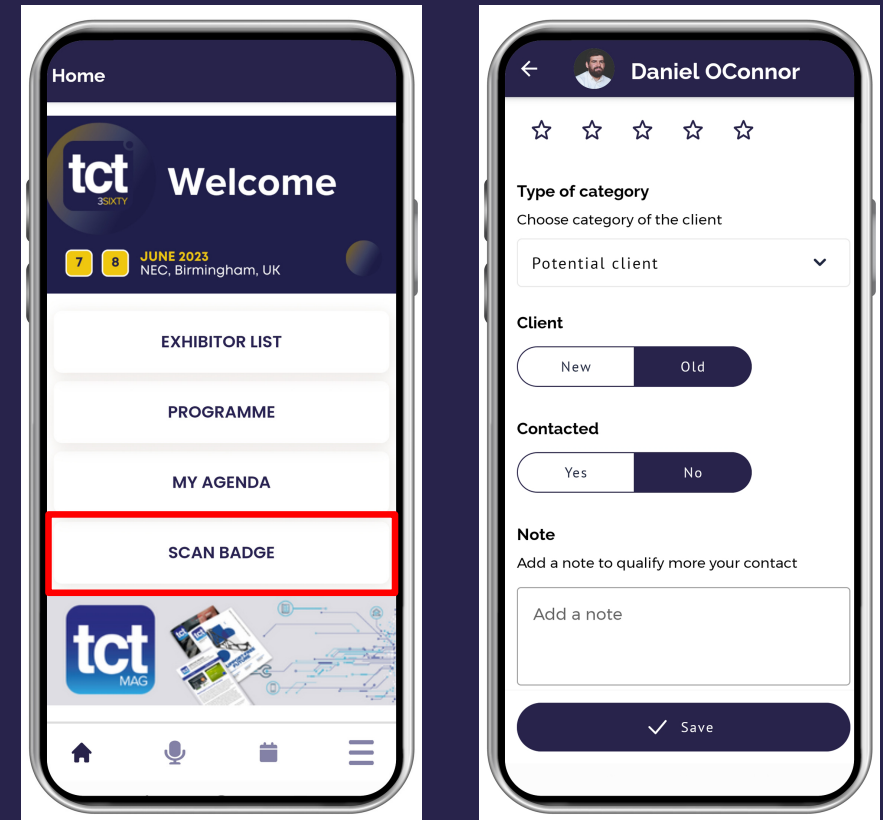 Home
tct
3SIXTY
Welcome
7 8 JUNE 2023
NEC, Birmingham, UK
EXHIBITOR LIST
PROGRAMME
MY AGENDA
SCAN BADGE
tct
MAG
Daniel OConnor
Type of category
Choose category of the client
Potential client
Client
New Old
Contacted
Yes No
Note
Add a note to qualify more your contact
Add a note
Save